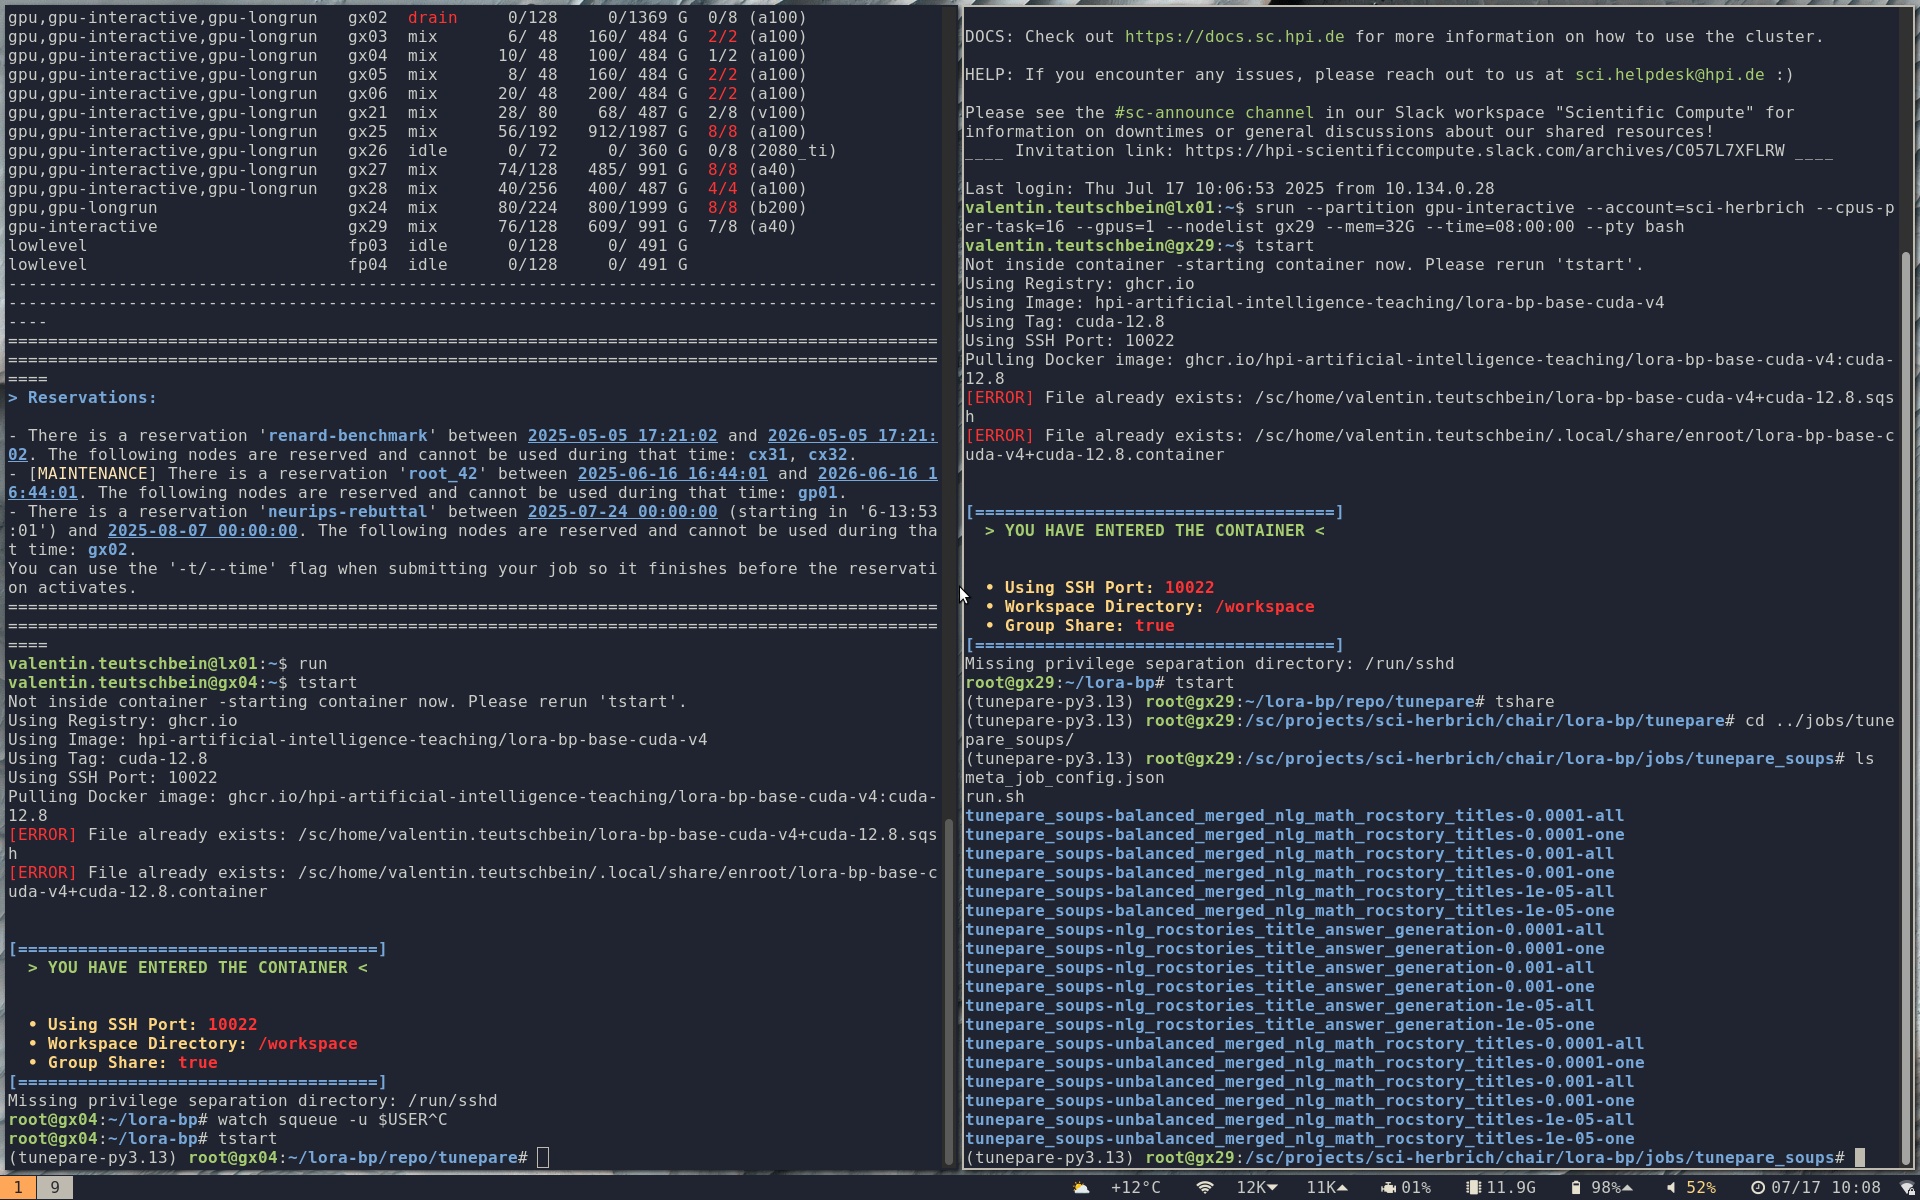 gpu,gpu-interactive,gpu-longrun   gx02  drain     0/128     0/1369 G  0/8 (a100)
gpu,gpu-interactive,gpu-longrun   gx03  mix       6/ 48   160/ 484 G  2/2 (a100)
gpu,gpu-interactive,gpu-longrun   gx04  mix      10/ 48   100/ 484 G  1/2 (a100)
gpu,gpu-interactive,gpu-longrun   gx05  mix       8/ 48   160/ 484 G  2/2 (a100)
gpu,gpu-interactive,gpu-longrun   gx06  mix      20/ 48   200/ 484 G  2/2 (a100)
gpu,gpu-interactive,gpu-longrun   gx21  mix      28/ 80    68/ 487 G  2/8 (v100)
gpu,gpu-interactive,gpu-longrun   gx25  mix      56/192   912/1987 G  8/8 (a100)
gpu,gpu-interactive,gpu-longrun   gx26  idle      0/ 72     0/ 360 G  0/8 (2080_ti)
gpu,gpu-interactive,gpu-longrun   gx27  mix      74/128   485/ 991 G  8/8 (a40)
gpu,gpu-interactive,gpu-longrun   gx28  mix      40/256   400/ 487 G  4/4 (a100)
gpu,gpu-longrun                   gx24  mix      80/224   800/1999 G  8/8 (b200)
gpu-interactive                   gx29  mix      76/128   609/ 991 G  7/8 (a40)
lowlevel                          fp03  idle      0/128     0/ 491 G
lowlevel                          fp04  idle      0/128     0/ 491 G
---------------------------------------------------------------------------------------------
---------------------------------------------------------------------------------------------
----
=============================================================================================
=============================================================================================
====
> Reservations:
- There is a reservation 'renard-benchmark' between 2025-05-05 17:21:02 and 2026-05-05 17:21:
02. The following nodes are reserved and cannot be used during that time: cx31, cx32.
- [MAINTENANCE] There is a reservation 'root_42' between 2025-06-16 16:44:01 and 2026-06-16 1
6:44:01. The following nodes are reserved and cannot be used during that time: gp01.
- There is a reservation 'neurips-rebuttal' between 2025-07-24 00:00:00 (starting in '6-13:53
:01') and 2025-08-07 00:00:00. The following nodes are reserved and cannot be used during tha
t time: gx02.
You can use the '-t/--time' flag when submitting your job so it finishes before the reservati
on activates.
=============================================================================================
=============================================================================================
====
valentin.teutschbein@lx01:~$ run
valentin.teutschbein@gx04:~$ tstart
Not inside container -starting container now. Please rerun 'tstart'.
Using Registry: ghcr.io
Using Image: hpi-artificial-intelligence-teaching/lora-bp-base-cuda-v4
Using Tag: cuda-12.8
Using SSH Port: 10022
Pulling Docker image: ghcr.io/hpi-artificial-intelligence-teaching/lora-bp-base-cuda-v4:cuda-
12.8
[ERROR] File already exists: /sc/home/valentin.teutschbein/lora-bp-base-cuda-v4+cuda-12.8.sqs
h
[ERROR] File already exists: /sc/home/valentin.teutschbein/.local/share/enroot/lora-bp-base-c
uda-v4+cuda-12.8.container
[====================================]
> YOU HAVE ENTERED THE CONTAINER <
• Using SSH Port: 10022
• Workspace Directory: /workspace
• Group Share: true
[====================================]
Missing privilege separation directory: /run/sshd
root@gx04:~/lora-bp# watch squeue -u $USER^C
root@gx04:~/lora-bp# tstart
(tunepare-py3.13) root@gx04:~/lora-bp/repo/tunepare#
DOCS: Check out https://docs.sc.hpi.de for more information on how to use the cluster.
HELP: If you encounter any issues, please reach out to us at sci.helpdesk@hpi.de :)
Please see the #sc-announce channel in our Slack workspace "Scientific Compute" for
information on downtimes or general discussions about our shared resources!
____ Invitation link: https://hpi-scientificcompute.slack.com/archives/C057L7XFLRW ____
Last login: Thu Jul 17 10:06:53 2025 from 10.134.0.28
valentin.teutschbein@lx01:~$ srun --partition gpu-interactive --account=sci-herbrich --cpus-p
er-task=16 --gpus=1 --nodelist gx29 --mem=32G --time=08:00:00 --pty bash
valentin.teutschbein@gx29:~$ tstart
Not inside container -starting container now. Please rerun 'tstart'.
Using Registry: ghcr.io
Using Image: hpi-artificial-intelligence-teaching/lora-bp-base-cuda-v4
Using Tag: cuda-12.8
Using SSH Port: 10022
Pulling Docker image: ghcr.io/hpi-artificial-intelligence-teaching/lora-bp-base-cuda-v4:cuda-
12.8
[ERROR] File already exists: /sc/home/valentin.teutschbein/lora-bp-base-cuda-v4+cuda-12.8.sqs
h
[ERROR] File already exists: /sc/home/valentin.teutschbein/.local/share/enroot/lora-bp-base-c
uda-v4+cuda-12.8.container
[====================================]
> YOU HAVE ENTERED THE CONTAINER <
• Using SSH Port: 10022
• Workspace Directory: /workspace
• Group Share: true
[====================================]
Missing privilege separation directory: /run/sshd
root@gx29:~/lora-bp# tstart
(tunepare-py3.13) root@gx29:~/lora-bp/repo/tunepare# tshare
(tunepare-py3.13) root@gx29:/sc/projects/sci-herbrich/chair/lora-bp/tunepare# cd ../jobs/tune
pare_soups/
(tunepare-py3.13) root@gx29:/sc/projects/sci-herbrich/chair/lora-bp/jobs/tunepare_soups# ls
meta_job_config.json
run.sh
tunepare_soups-balanced_merged_nlg_math_rocstory_titles-0.0001-all
tunepare_soups-balanced_merged_nlg_math_rocstory_titles-0.0001-one
tunepare_soups-balanced_merged_nlg_math_rocstory_titles-0.001-all
tunepare_soups-balanced_merged_nlg_math_rocstory_titles-0.001-one
tunepare_soups-balanced_merged_nlg_math_rocstory_titles-1e-05-all
tunepare_soups-balanced_merged_nlg_math_rocstory_titles-1e-05-one
tunepare_soups-nlg_rocstories_title_answer_generation-0.0001-all
tunepare_soups-nlg_rocstories_title_answer_generation-0.0001-one
tunepare_soups-nlg_rocstories_title_answer_generation-0.001-all
tunepare_soups-nlg_rocstories_title_answer_generation-0.001-one
tunepare_soups-nlg_rocstories_title_answer_generation-1e-05-all
tunepare_soups-nlg_rocstories_title_answer_generation-1e-05-one
tunepare_soups-unbalanced_merged_nlg_math_rocstory_titles-0.0001-all
tunepare_soups-unbalanced_merged_nlg_math_rocstory_titles-0.0001-one
tunepare_soups-unbalanced_merged_nlg_math_rocstory_titles-0.001-all
tunepare_soups-unbalanced_merged_nlg_math_rocstory_titles-0.001-one
tunepare_soups-unbalanced_merged_nlg_math_rocstory_titles-1e-05-all
tunepare_soups-unbalanced_merged_nlg_math_rocstory_titles-1e-05-one
(tunepare-py3.13) root@gx29:/sc/projects/sci-herbrich/chair/lora-bp/jobs/tunepare_soups#
1 9 +12°C 12K 11K 01% 11.9G 98% 52% 07/17 10:08